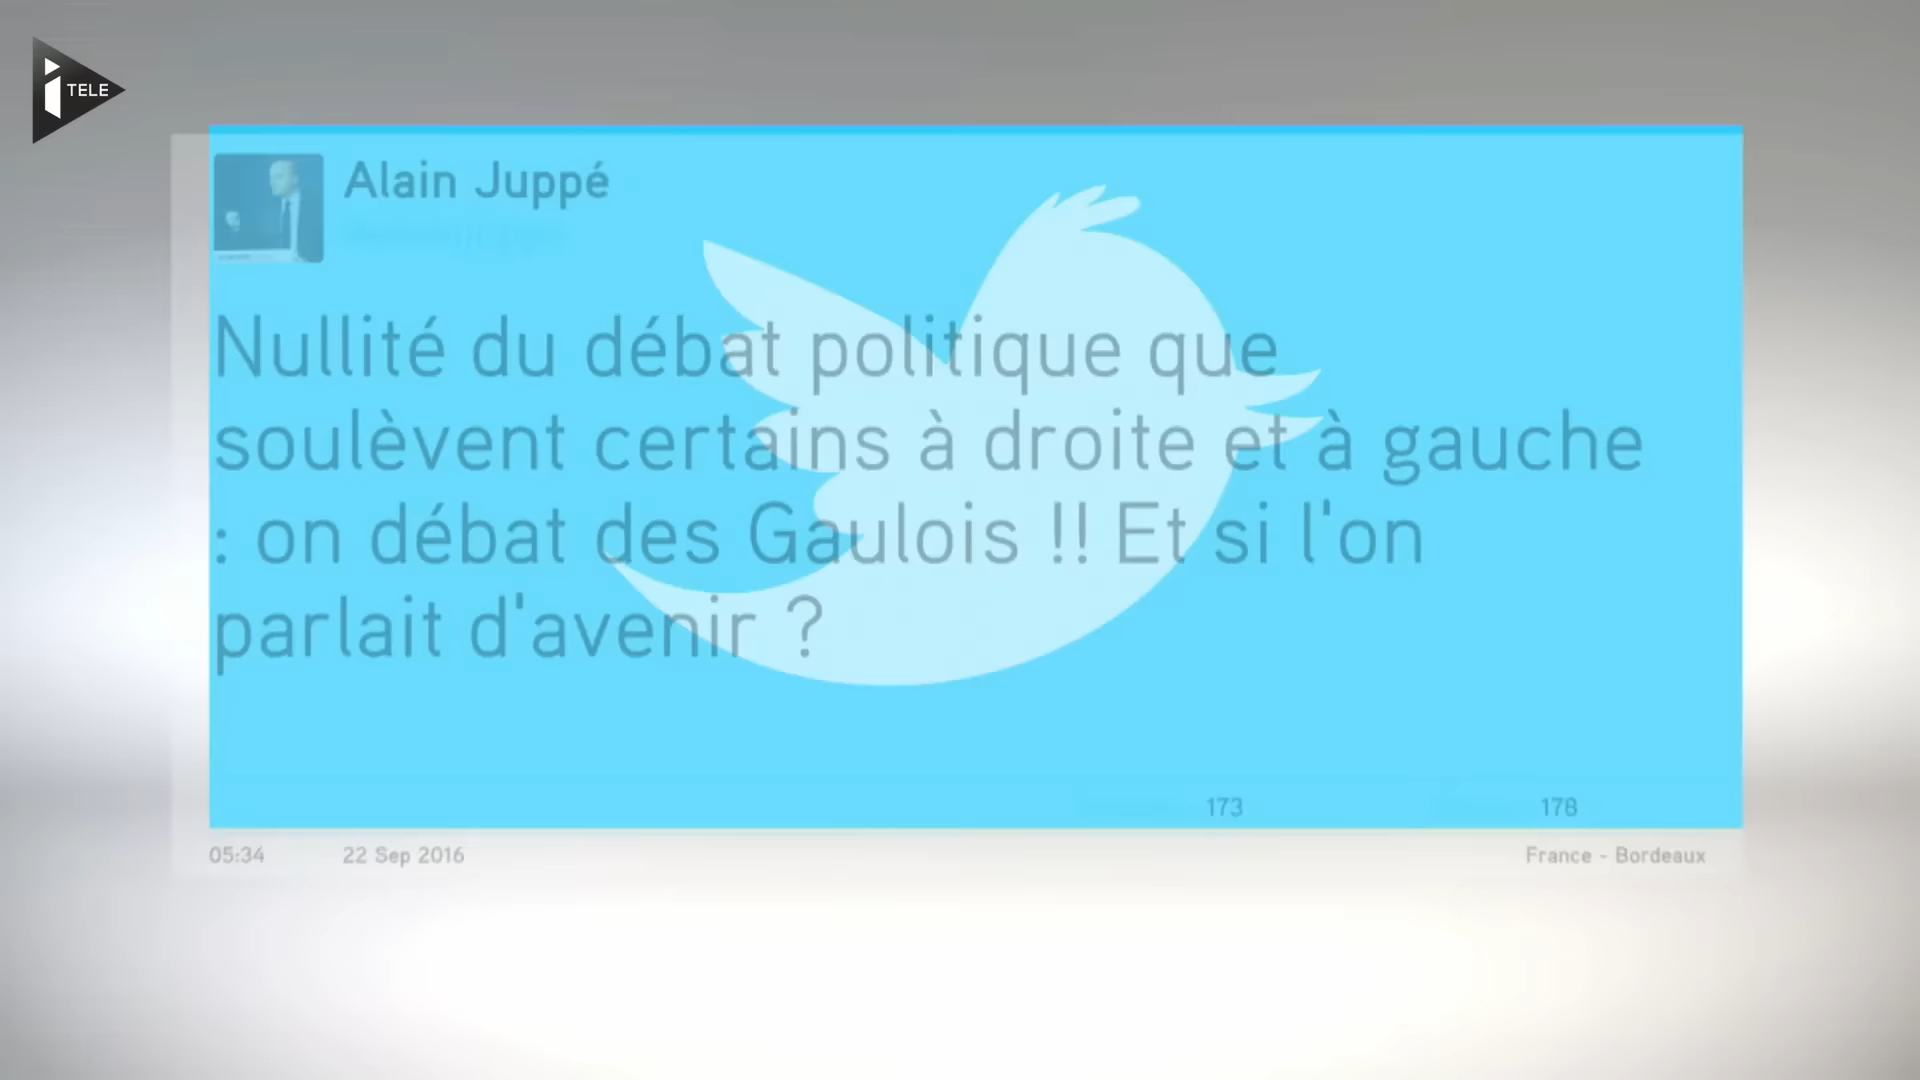 i TELE
Alain Juppé
Nullité du débat politique que
soulèvent certains à droite et à gauche
: on débat des Gaulois !! Et si l'on
parlait d'avenir ?
173 178
05:34 22 Sep 2016 France - Bordeaux